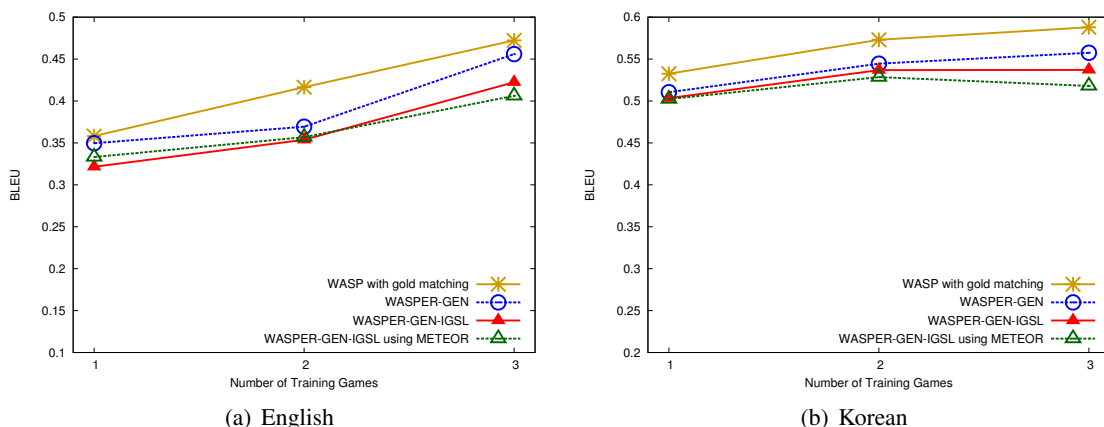 0.5
0.45
0.4
0.35
0.3
0.25
0.2
0.15
0.1
BLEU
WASP with gold matching
WASPER-GEN
WASPER-GEN-IGSL
WASPER-GEN-IGSL using METEOR
1 2 3
Number of Training Games
(a) English
0.6
0.55
0.5
0.45
0.4
0.35
0.3
0.25
0.2
BLEU
WASP with gold matching
WASPER-GEN
WASPER-GEN-IGSL
WASPER-GEN-IGSL using METEOR
1 2 3
Number of Training Games
(b) Korean